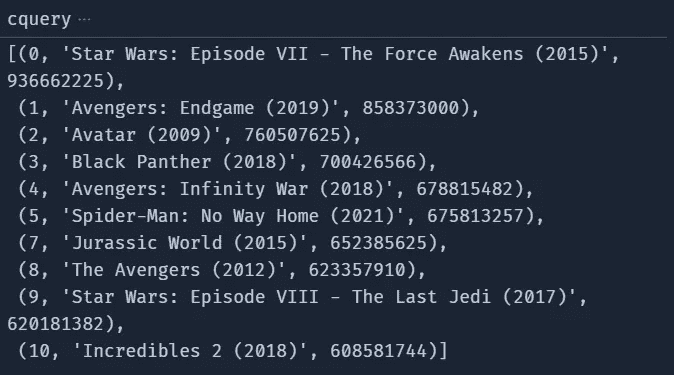 cquery ...
[(0, 'Star Wars: Episode VII - The Force Awakens (2015)',
936662225),
 (1, 'Avengers: Endgame (2019)', 858373000),
 (2, 'Avatar (2009)', 760507625),
 (3, 'Black Panther (2018)', 700426566),
 (4, 'Avengers: Infinity War (2018)', 678815482),
 (5, 'Spider-Man: No Way Home (2021)', 675813257),
 (7, 'Jurassic World (2015)', 652385625),
 (8, 'The Avengers (2012)', 623357910),
 (9, 'Star Wars: Episode VIII - The Last Jedi (2017)',
620181382),
 (10, 'Incredibles 2 (2018)', 608581744)]